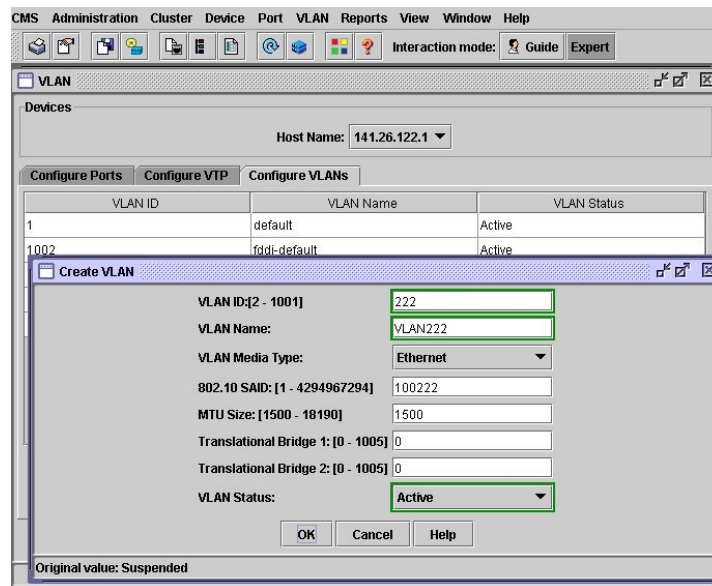 CMS Administration Cluster Device Port VLAN Reports View Window Help
Interaction mode: Guide Expert
VLAN
Devices
Host Name: 141.26.122.1
Configure Ports Configure VTP Configure VLANs
VLAN ID VLAN Name VLAN Status
1 default Active
1002 fddi-default Active
Create VLAN
VLAN ID:[2 - 1001] 222
VLAN Name: VLAN222
VLAN Media Type: Ethernet
802.10 SAID: [1 - 4294967294] 100222
MTU Size: [1500 - 18190] 1500
Translational Bridge 1: [0 - 1005] 0
Translational Bridge 2: [0 - 1005] 0
VLAN Status: Active
OK Cancel Help
Original value: Suspended